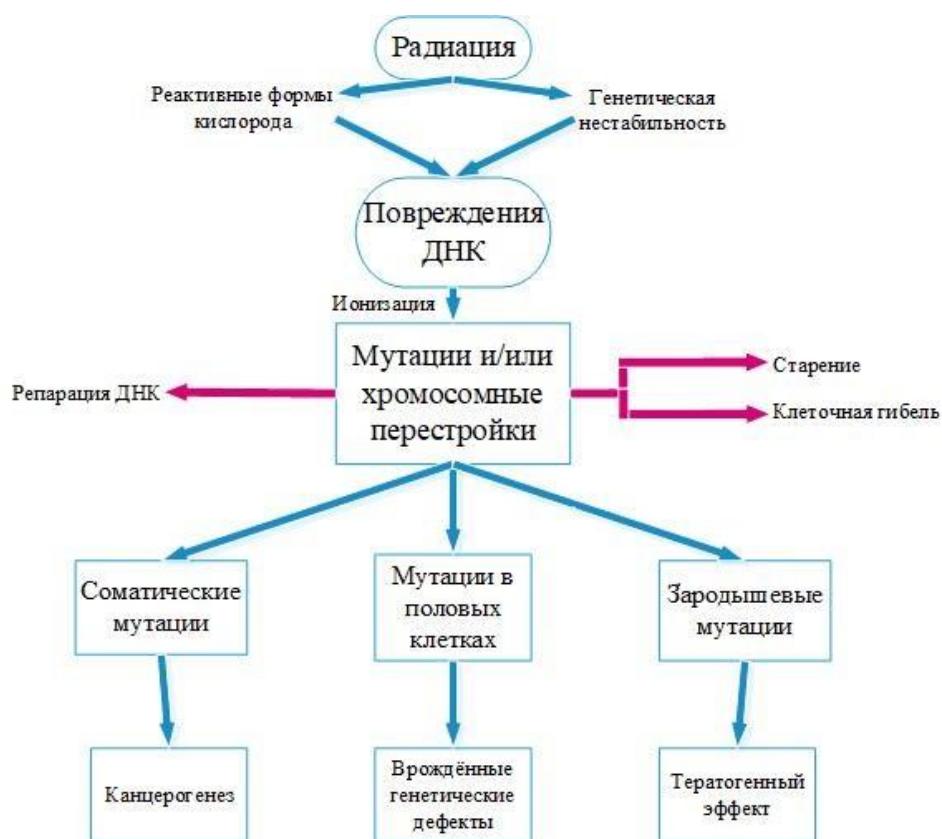 Радиация
Реактивные формы
кислорода
Генетическая
нестабильность
Повреждения
ДНК
Ионизация
Мутации и/или
хромосомные
перестройки
Репарация ДНК
Старение
Клеточная гибель
Соматические
мутации
Мутации в
половых
клетках
Зародышевые
мутации
Канцерогенез
Врождённые
генетические
дефекты
Тератогенный
эффект